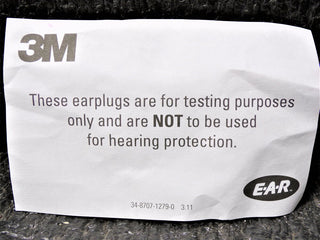 3M
These earplugs are for testing purposes
only and are NOT to be used
for hearing protection.
34-8707-1279-0 3.11
E·A·R